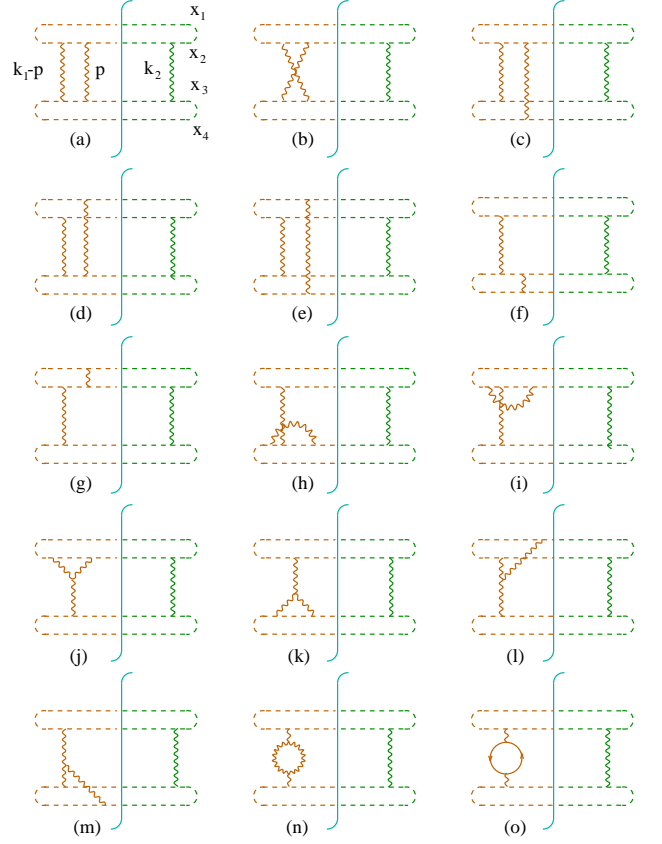 x1
x2
k1-p p k2 x3
x4
(a) (b) (c)
(d) (e) (f)
(g) (h) (i)
(j) (k) (l)
(m) (n) (o)